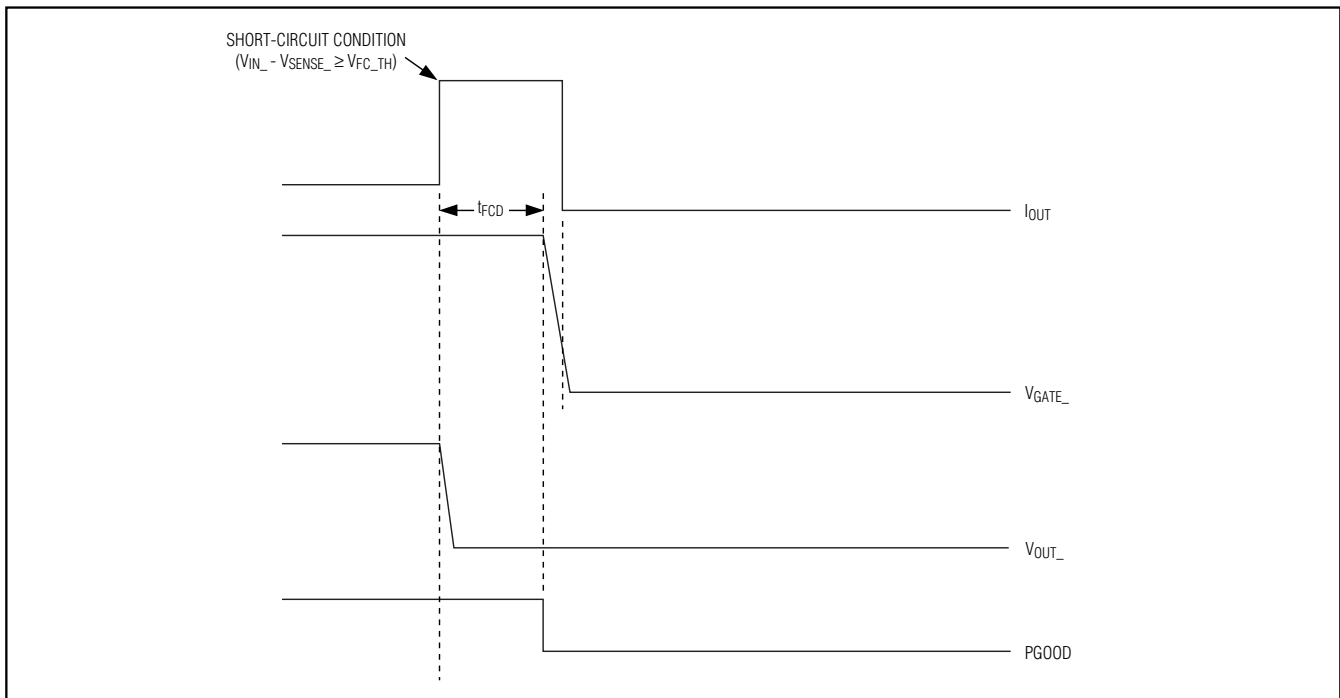 SHORT-CIRCUIT CONDITION
(VIN_ - VSENSE_ ≥ VFC_TH)
tFCD
IOUT
VGATE_
VOUT_
PGOOD